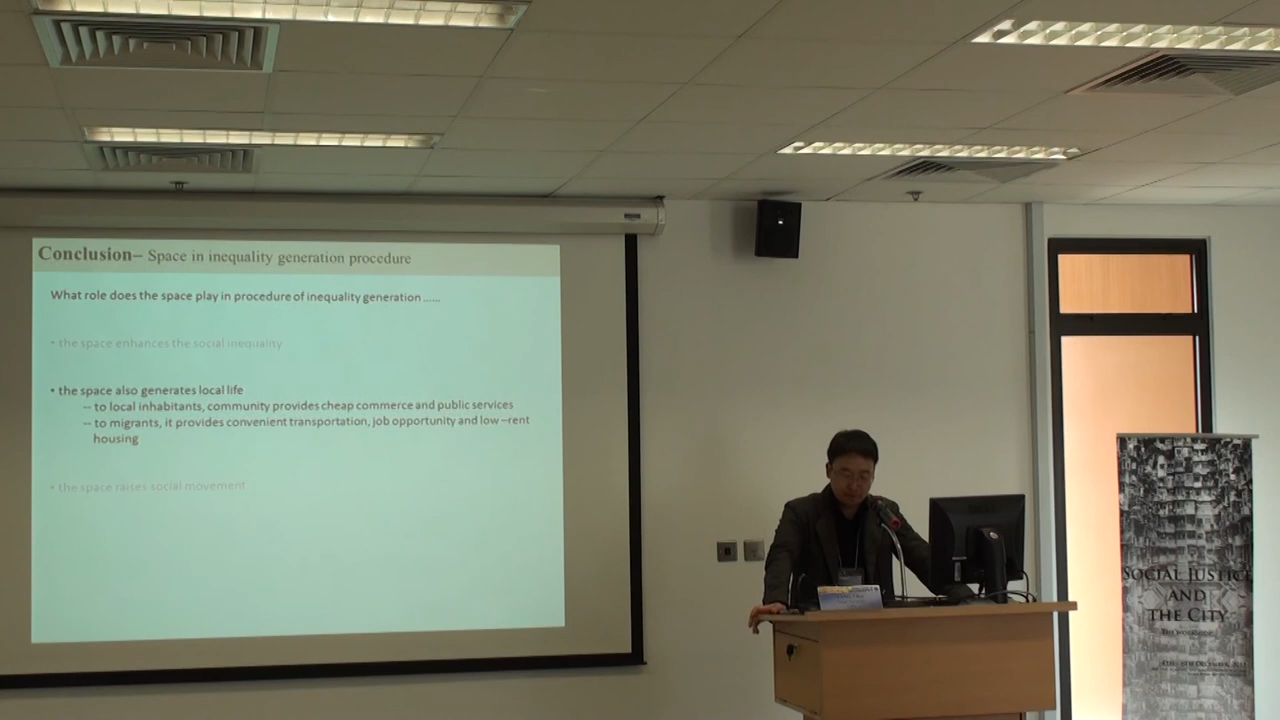 Conclusion– Space in inequality generation procedure
What role does the space play in procedure of inequality generation ......
• the space enhances the social inequality
• the space also generates local life
-- to local inhabitants, community provides cheap commerce and public services
-- to migrants, it provides convenient transportation, job opportunity and low –rent
housing
• the space raises social movement
SOCIAL JUSTICE
AND
THE CITY